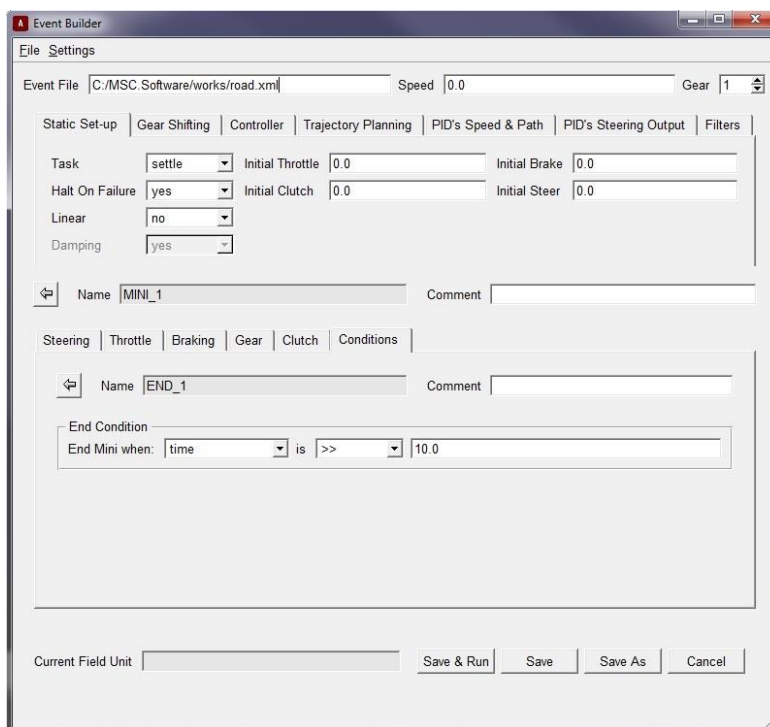 Event Builder
File Settings
Event File C:/MSC.Software/works/road.xml Speed 0.0 Gear 1
Static Set-up Gear Shifting Controller Trajectory Planning PID's Speed & Path PID's Steering Output Filters
Task settle Initial Throttle 0.0 Initial Brake 0.0
Halt On Failure yes Initial Clutch 0.0 Initial Steer 0.0
Linear no
Damping yes
Name MINI_1 Comment
Steering Throttle Braking Gear Clutch Conditions
Name END_1 Comment
End Condition
End Mini when: time is >> 10.0
Current Field Unit Save & Run Save Save As Cancel